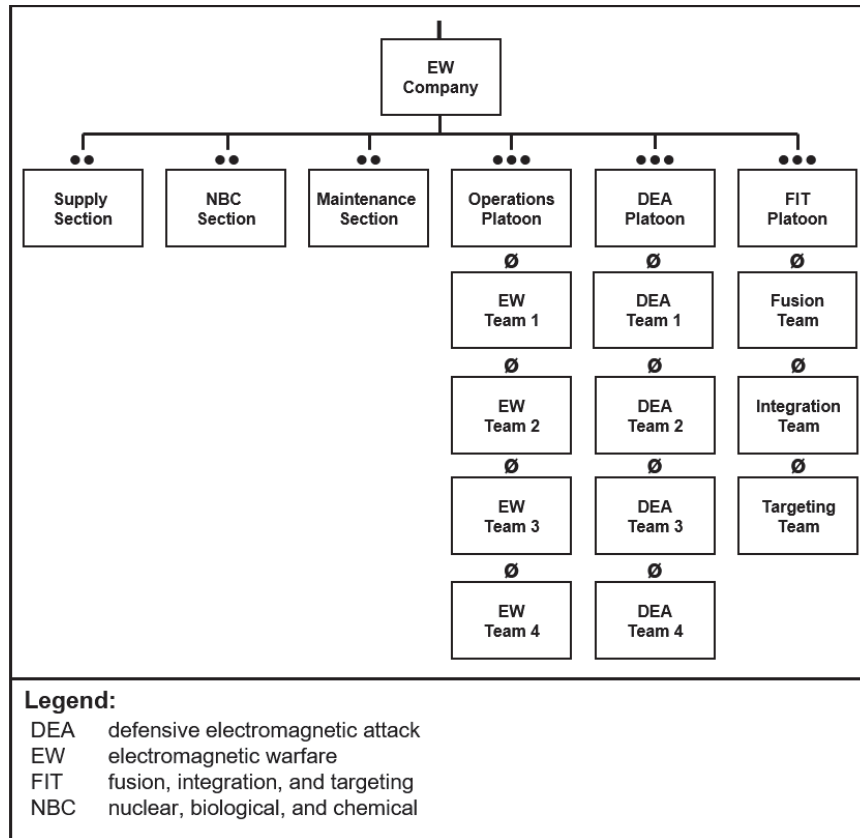 EW
Company
Supply
Section
NBC
Section
Maintenance
Section
Operations
Platoon
DEA
Platoon
FIT
Platoon
Ø
Ø
Ø
EW
Team 1
DEA
Team 1
Fusion
Team
Ø
Ø
Ø
EW
Team 2
DEA
Team 2
Integration
Team
Ø
Ø
Ø
EW
Team 3
DEA
Team 3
Targeting
Team
Ø
Ø
EW
Team 4
DEA
Team 4
Legend:
DEA defensive electromagnetic attack
EW electromagnetic warfare
FIT fusion, integration, and targeting
NBC nuclear, biological, and chemical